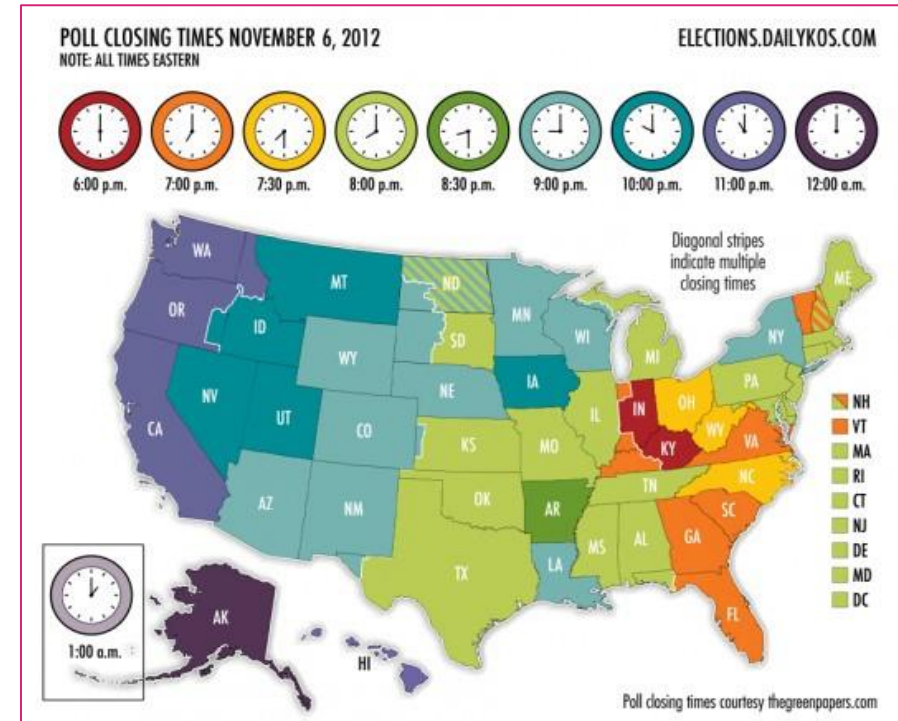 POLL CLOSING TIMES NOVEMBER 6, 2012
ELECTIONS.DAILYKOS.COM
NOTE: ALL TIMES EASTERN
6:00 p.m. 7:00 p.m. 7:30 p.m. 8:00 p.m. 8:30 p.m. 9:00 p.m. 10:00 p.m. 11:00 p.m. 12:00 a.m.
Diagonal stripes
indicate multiple
closing times
WA
MT
ND
ME
OR
ID
MN
WI
NY
SD
WY
MI
NV
UT
NE
IA
PA
CA
CO
IL
IN
OH
WV
VA
KS
MO
KY
NC
AZ
NM
OK
AR
TN
SC
MS
AL
GA
TX
LA
FL
NH
VT
MA
RI
CT
NJ
DE
MD
DC
1:00 a.m.
AK
HI
Poll closing times courtesy thegreenpapers.com